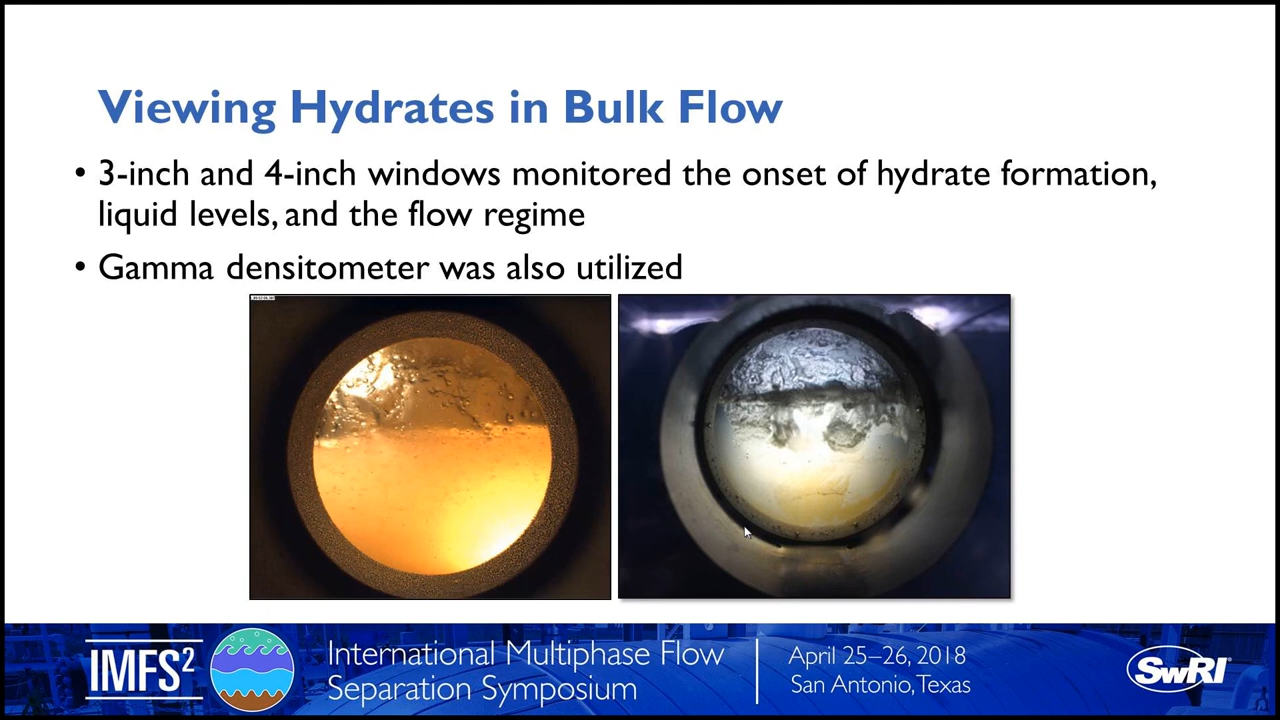 Viewing Hydrates in Bulk Flow
• 3-inch and 4-inch windows monitored the onset of hydrate formation,
liquid levels, and the flow regime
• Gamma densitometer was also utilized
IMFS²
International Multiphase Flow
Separation Symposium
April 25–26, 2018
San Antonio, Texas
SwRI